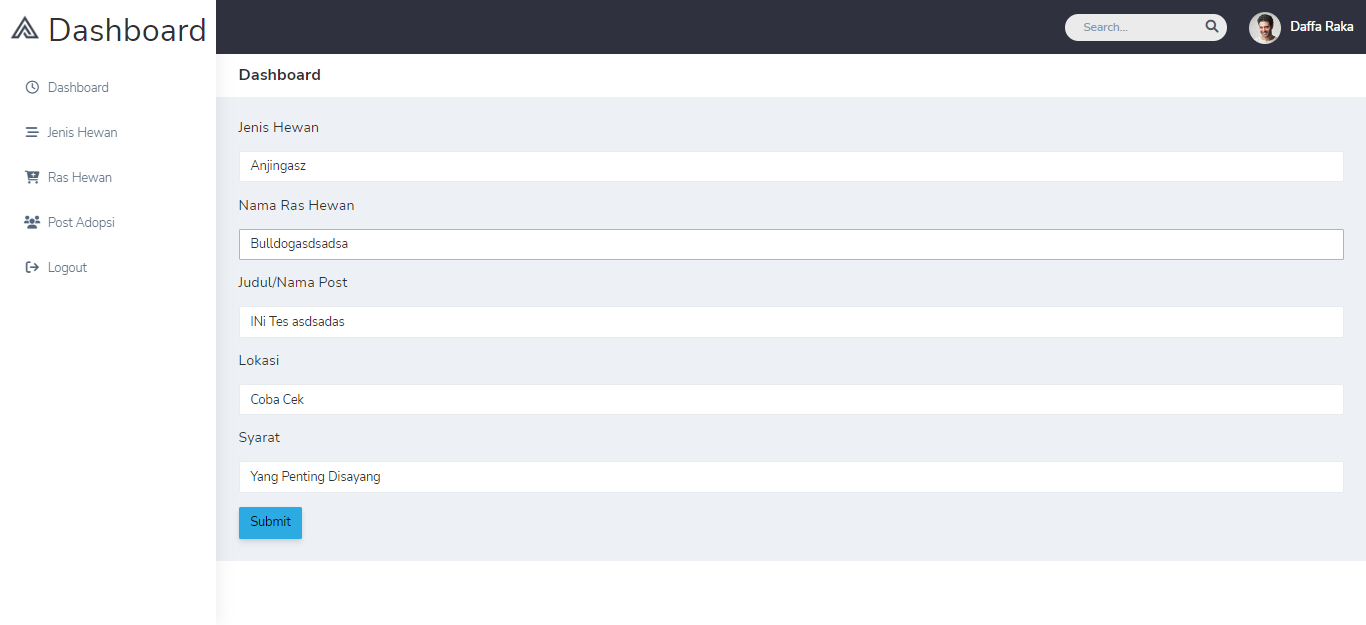 Dashboard
Search...
Daffa Raka
Dashboard
Jenis Hewan
Ras Hewan
Post Adopsi
Logout
Dashboard
Jenis Hewan
Anjingasz
Nama Ras Hewan
Bulldogasdsadsa
Judul/Nama Post
INi Tes asdsadas
Lokasi
Coba Cek
Syarat
Yang Penting Disayang
Submit